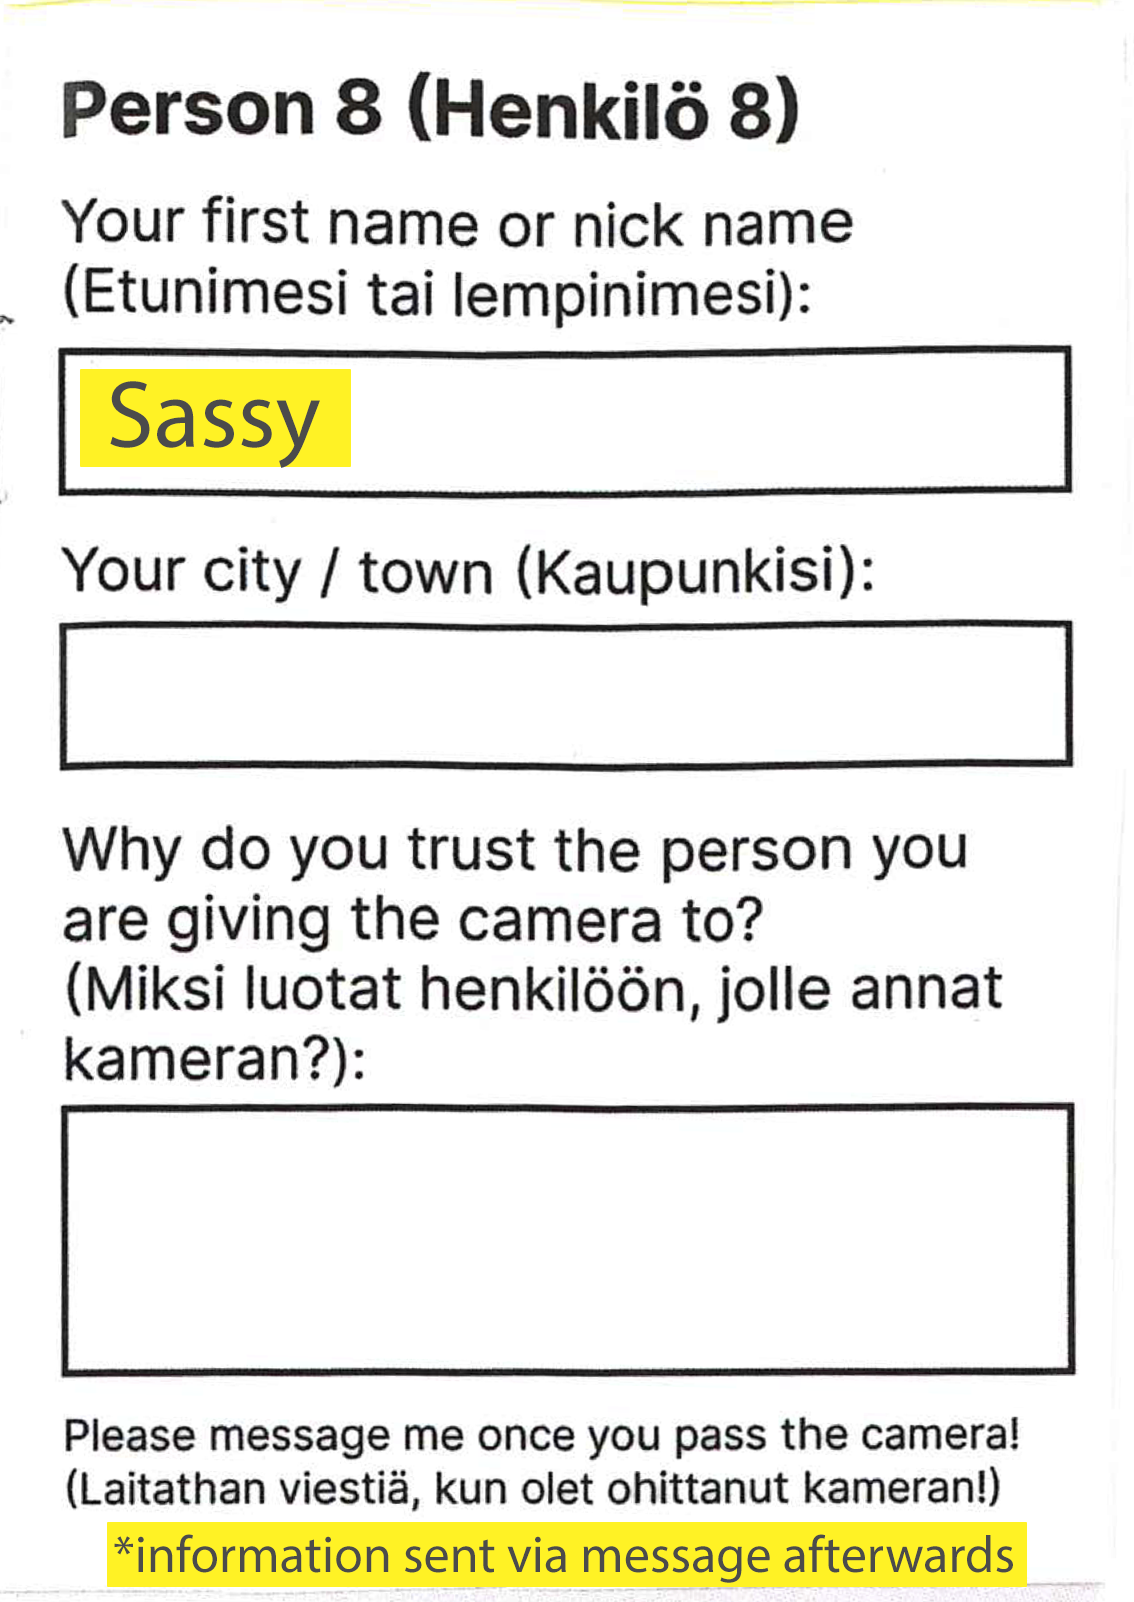 Person 8 (Henkilö 8)
Your first name or nick name
(Etunimesi tai lempinimesi):
Sassy
Your city / town (Kaupunkisi):
Why do you trust the person you
are giving the camera to?
(Miksi luotat henkilöön, jolle annat
kameran?):
Please message me once you pass the camera!
(Laitathan viestiä, kun olet ohittanut kameran!)
*information sent via message afterwards